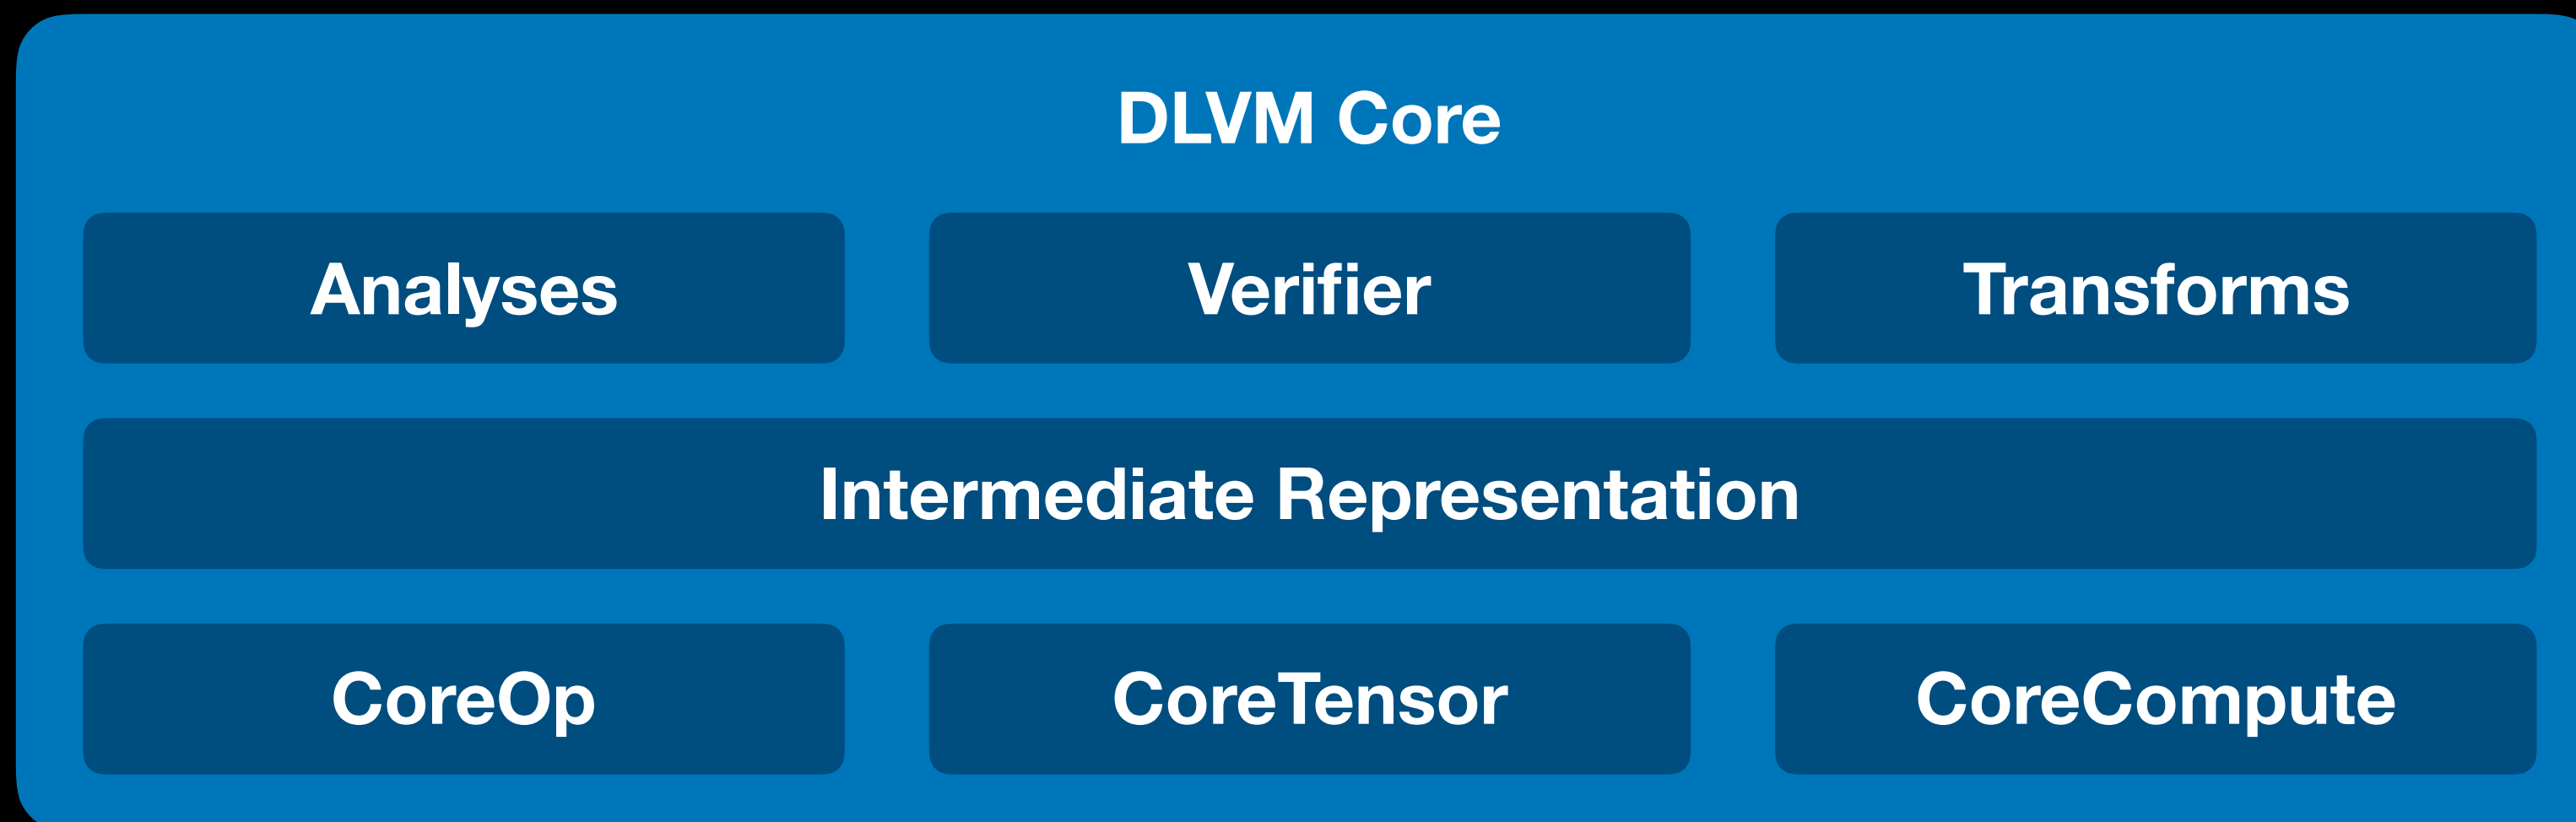 DLVM Core
Analyses
Verifier
Transforms
Intermediate Representation
CoreOp
CoreTensor
CoreCompute